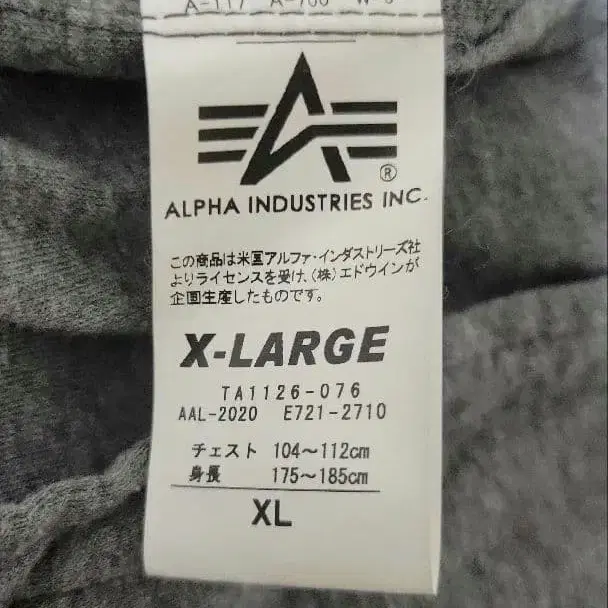 A-117 A-700 W-6
®
ALPHA INDUSTRIES INC.
この商品は米国アルファ・インダストリーズ社
よりライセンスを受け、(株)エドウインが
企画生産したものです。
X-LARGE
TA1126-076
AAL-2020 E721-2710
チェスト 104～112cm
身長 175～185cm
XL